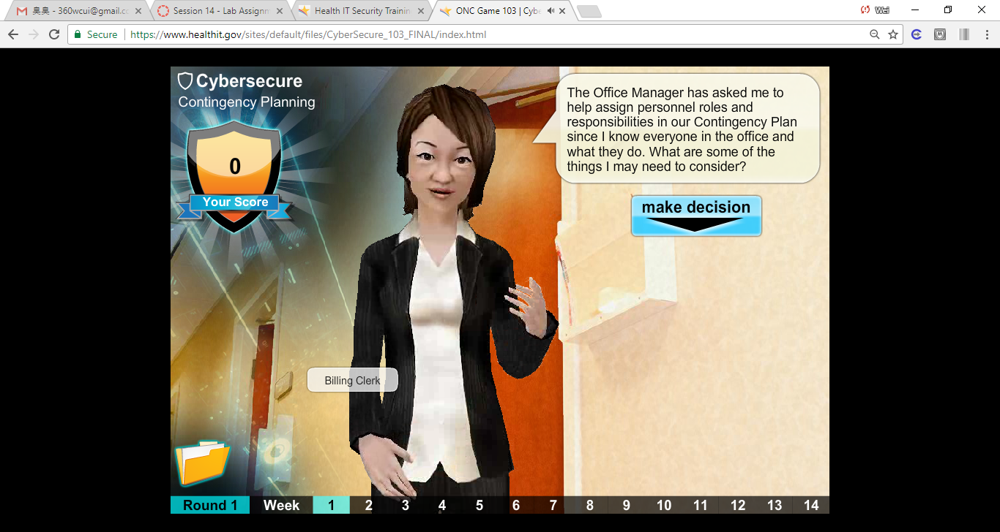 臭臭 - 360wcui@gmail.co
Session 14 - Lab Assignm
Health IT Security Trainin
ONC Game 103 | Cybe
Wei
Secure
https://www.healthit.gov/sites/default/files/CyberSecure_103_FINAL/index.html
Cybersecure
Contingency Planning
0
Your Score
The Office Manager has asked me to
help assign personnel roles and
responsibilities in our Contingency Plan
since I know everyone in the office and
what they do. What are some of the
things I may need to consider?
make decision
Billing Clerk
Round 1 Week 1 2 3 4 5 6 7 8 9 10 11 12 13 14